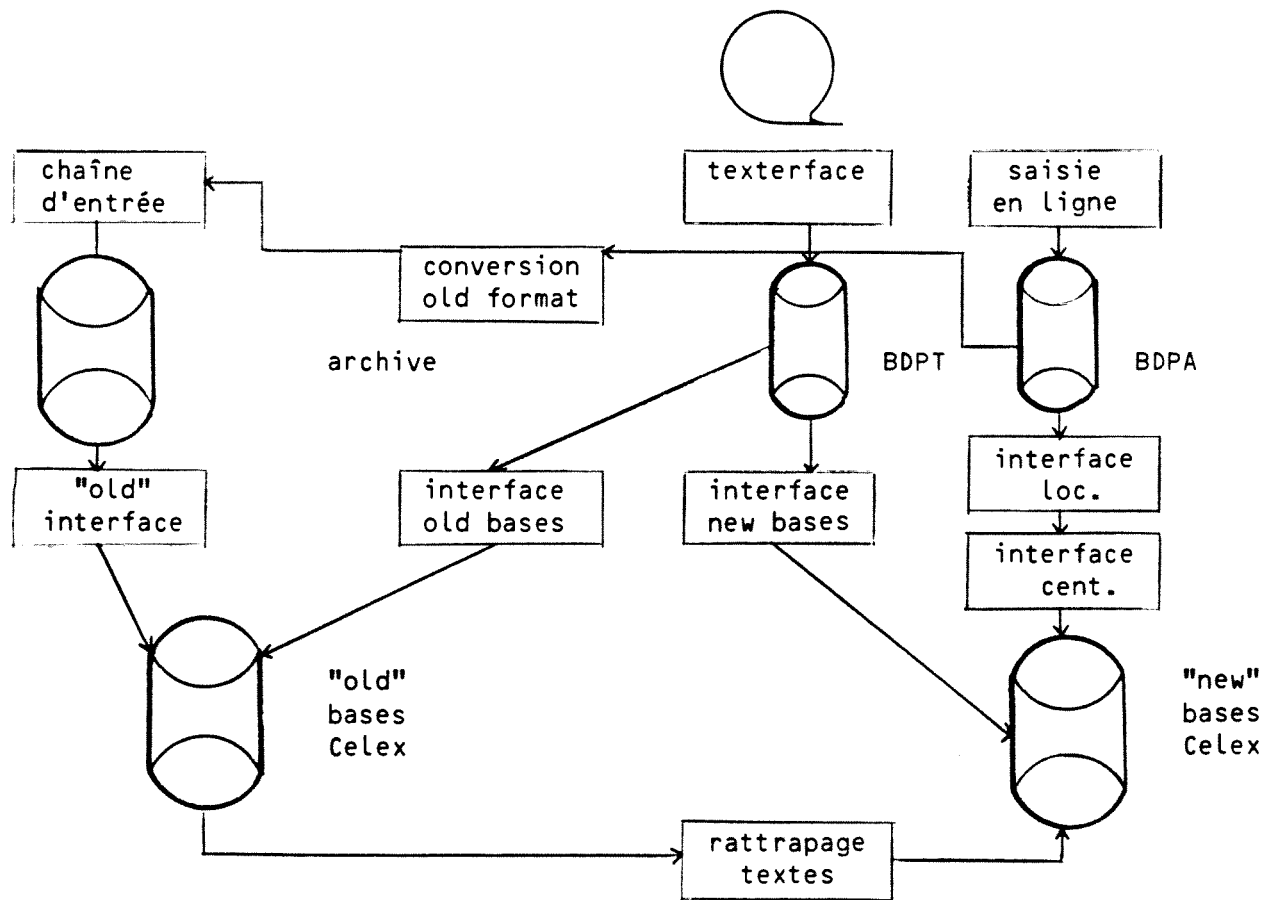 chaîne
d'entrée
texterface
saisie
en ligne
conversion
old format
archive
BDPT
BDPA
"old"
interface
interface
old bases
interface
new bases
interface
loc.
interface
cent.
"old"
bases
Celex
"new"
bases
Celex
rattrapage
textes